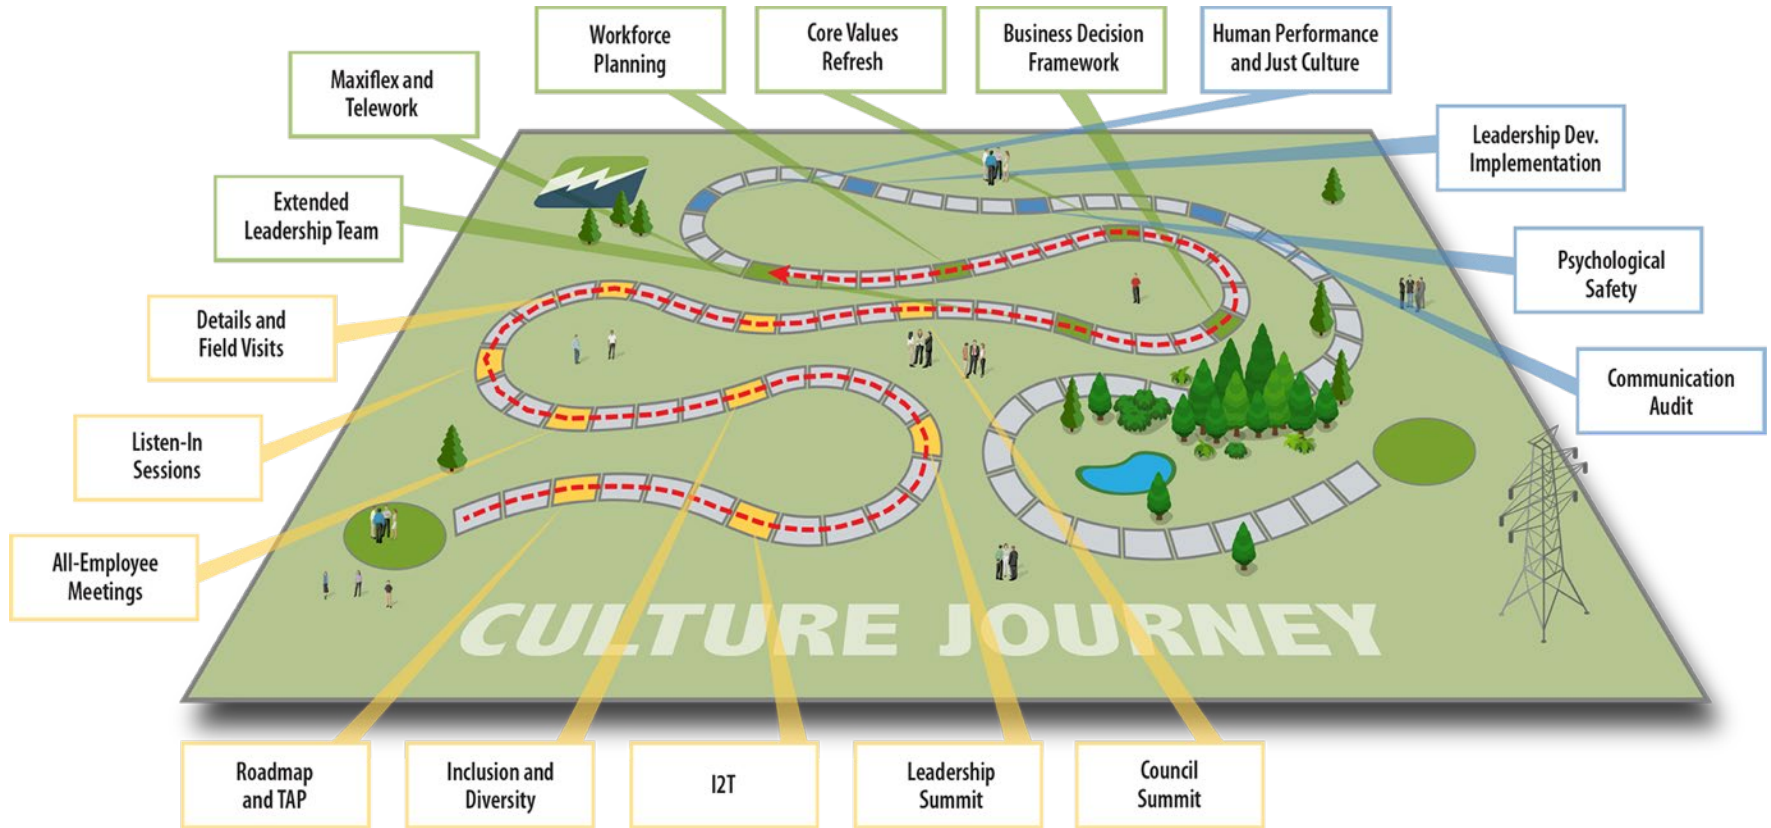 Workforce
Planning
Core Values
Refresh
Business Decision
Framework
Human Performance
and Just Culture
Maxiflex and
Telework
Leadership Dev.
Implementation
Extended
Leadership Team
Psychological
Safety
Details and
Field Visits
Communication
Audit
Listen-In
Sessions
All-Employee
Meetings
CULTURE JOURNEY
Roadmap
and TAP
Inclusion and
Diversity
I2T
Leadership
Summit
Council
Summit